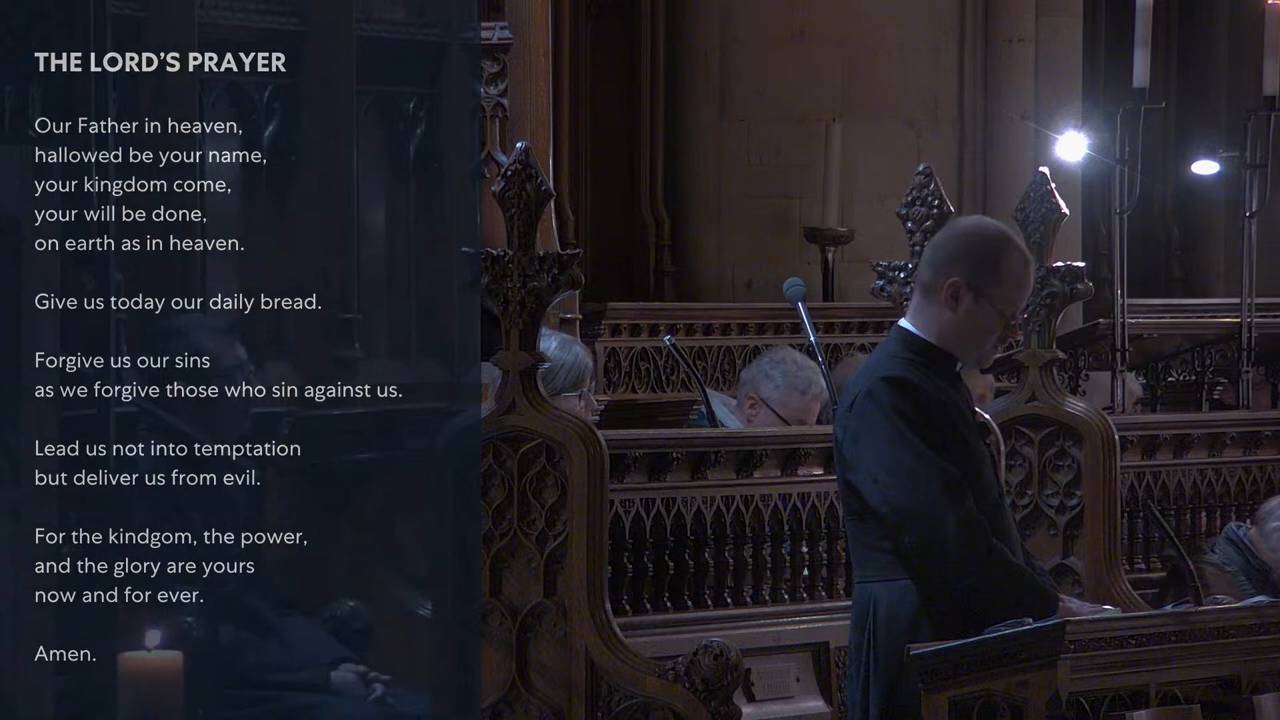 THE LORD'S PRAYER
Our Father in heaven,
hallowed be your name,
your kingdom come,
your will be done,
on earth as in heaven.
Give us today our daily bread.
Forgive us our sins
as we forgive those who sin against us.
Lead us not into temptation
but deliver us from evil.
For the kindgom, the power,
and the glory are yours
now and for ever.
Amen.